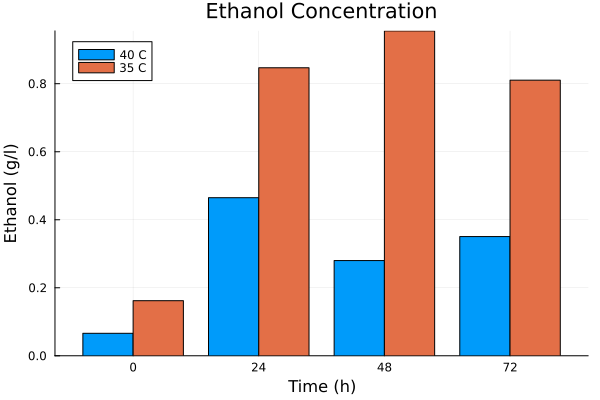 Ethanol Concentration
40 C
35 C
Ethanol (g/l)
0.8
0.6
0.4
0.2
0.0
0 24 48 72
Time (h)